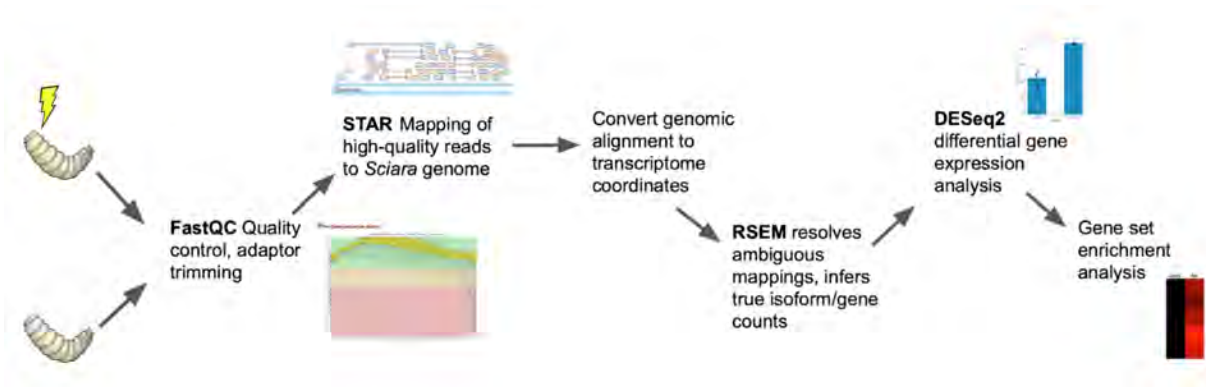 FastQC Quality
control, adaptor
trimming
STAR Mapping of
high-quality reads
to Sciara genome
Convert genomic
alignment to
transcriptome
coordinates
RSEM resolves
ambiguous
mappings, infers
true isoform/gene
counts
DESeq2
differential gene
expression
analysis
Gene set
enrichment
analysis